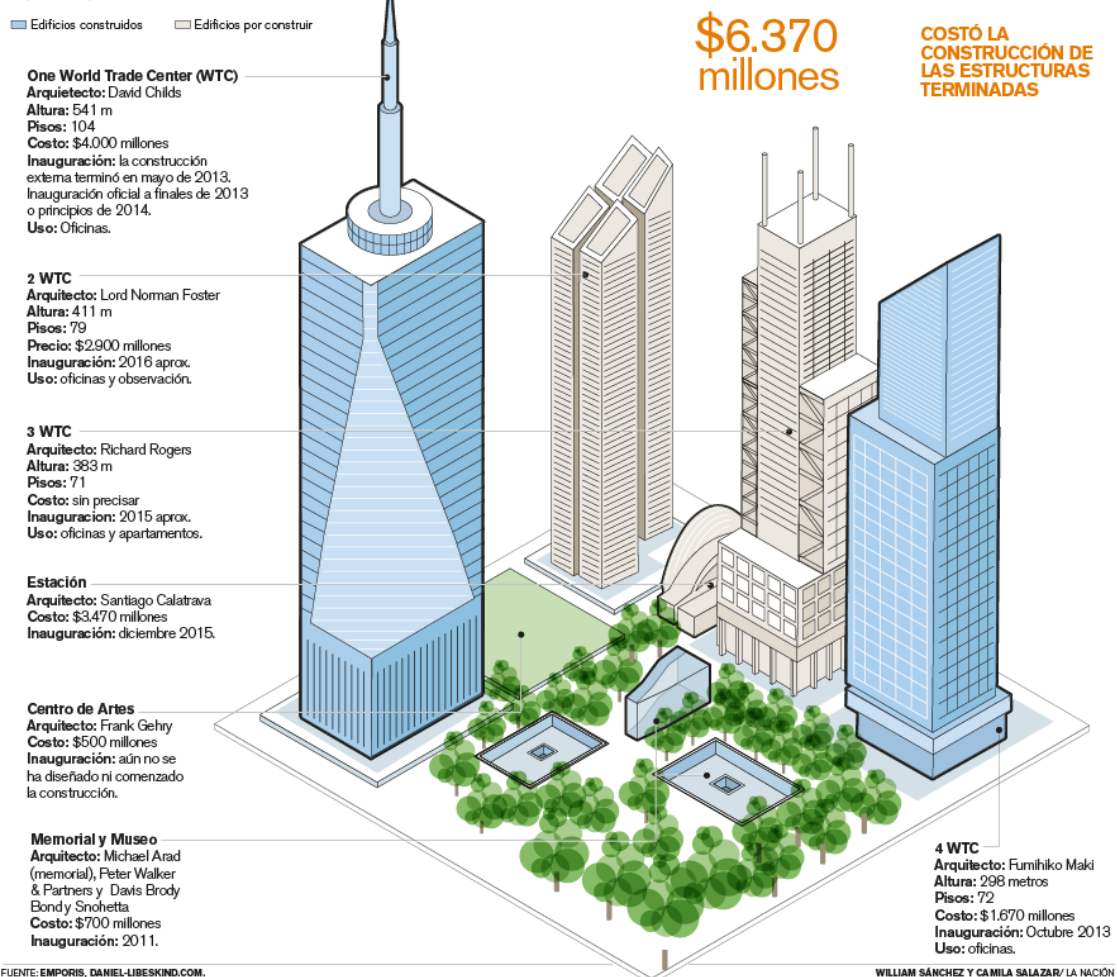 Edificios construidos
Edificios por construir
$6.370
millones
COSTÓ LA
CONSTRUCCIÓN DE
LAS ESTRUCTURAS
TERMINADAS
One World Trade Center (WTC)
Arquietecto: David Childs
Altura: 541 m
Pisos: 104
Costo: $4.000 millones
Inauguración: la construcción
externa terminó en mayo de 2013.
Inauguración oficial a finales de 2013
o principios de 2014.
Uso: Oficinas.
2 WTC
Arquitecto: Lord Norman Foster
Altura: 411 m
Pisos: 79
Precio: $2.900 millones
Inauguración: 2016 aprox.
Uso: oficinas y observación.
3 WTC
Arquitecto: Richard Rogers
Altura: 383 m
Pisos: 71
Costo: sin precisar
Inauguracion: 2015 aprox.
Uso: oficinas y apartamentos.
Estación
Arquitecto: Santiago Calatrava
Costo: $3.470 millones
Inauguración: diciembre 2015.
Centro de Artes
Arquitecto: Frank Gehry
Costo: $500 millones
Inauguración: aún no se
ha diseñado ni comenzado
la construcción.
Memorial y Museo
Arquitecto: Michael Arad
(memorial), Peter Walker
& Partners y Davis Brody
Bond y Snohetta
Costo: $700 millones
Inauguración: 2011.
4 WTC
Arquitecto: Fumihiko Maki
Altura: 298 metros
Pisos: 72
Costo: $1.670 millones
Inauguración: Octubre 2013
Uso: oficinas.
FUENTE: EMPORIS, DANIEL-LIBESKIND.COM.
WILLIAM SÁNCHEZ Y CAMILA SALAZAR/ LA NACIÓN